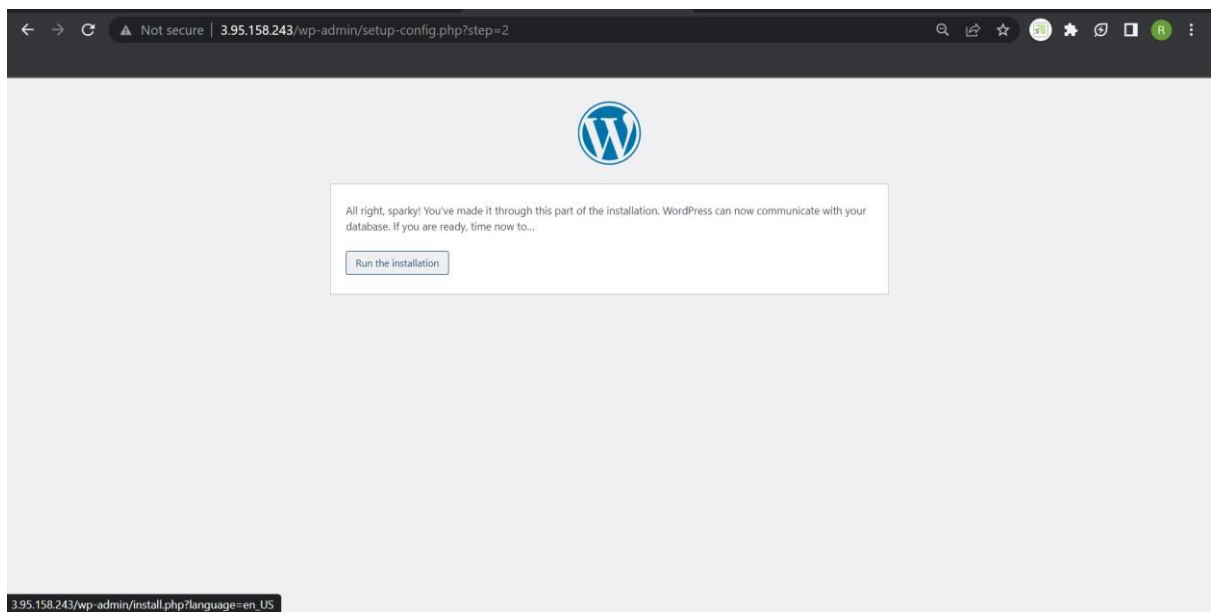 Not secure | 3.95.158.243/wp-admin/setup-config.php?step=2
R
All right, sparky! You've made it through this part of the installation. WordPress can now communicate with your
database. If you are ready, time now to...
Run the installation
3.95.158.243/wp-admin/install.php?language=en_US